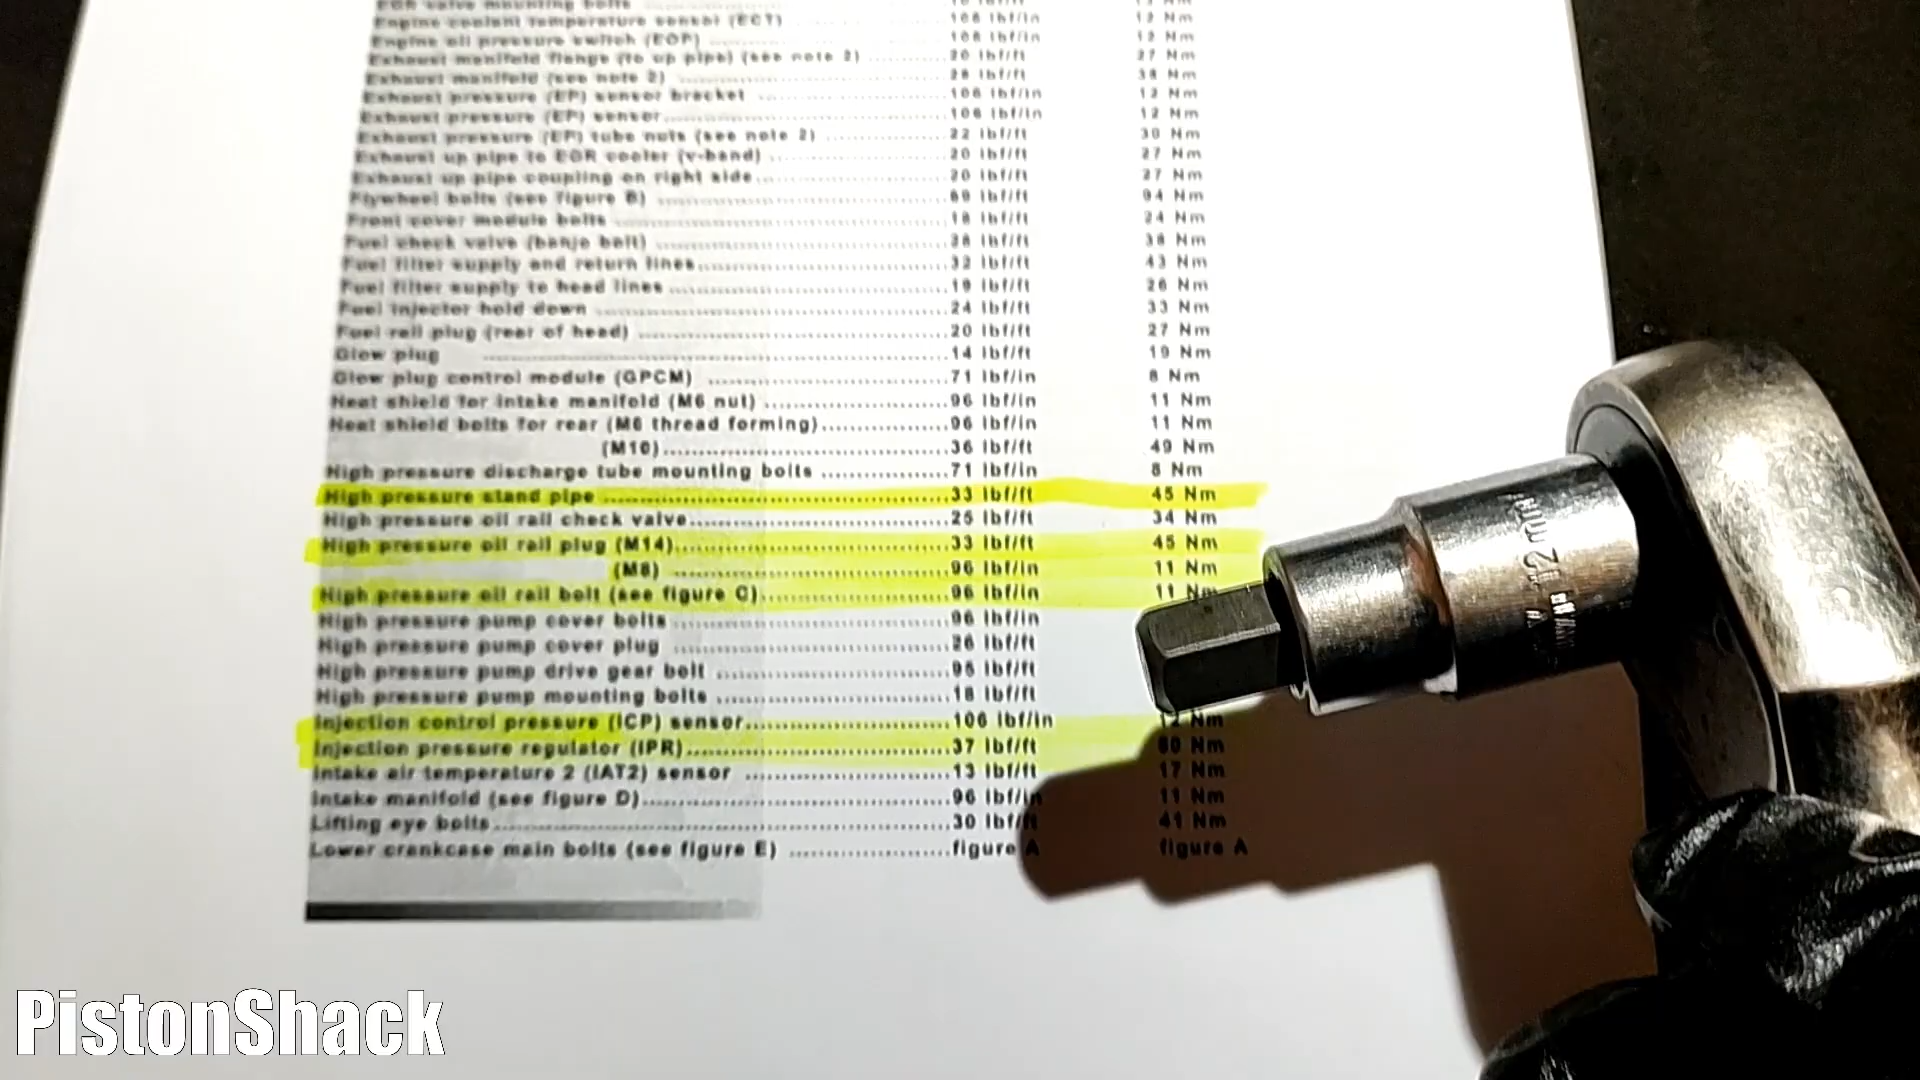 EGR valve mounting bolts
Engine coolant temperature sensor (ECT) 106 lbf/in 12 Nm
Engine oil pressure switch (EOP) 106 lbf/in 12 Nm
Exhaust manifold flange (to up pipe) (see note 2) 20 lbf/ft 27 Nm
Exhaust manifold (see note 2) 28 lbf/ft 38 Nm
Exhaust pressure (EP) sensor bracket 106 lbf/in 12 Nm
Exhaust pressure (EP) sensor 106 lbf/in 12 Nm
Exhaust pressure (EP) tube nuts (see note 2) 22 lbf/ft 30 Nm
Exhaust up pipe to EGR cooler (v-band) 20 lbf/ft 27 Nm
Exhaust up pipe coupling on right side 20 lbf/ft 27 Nm
Flywheel bolts (see figure B) 69 lbf/ft 94 Nm
Front cover module bolts 18 lbf/ft 24 Nm
Fuel check valve (banjo bolt) 28 lbf/ft 38 Nm
Fuel filter supply and return lines 32 lbf/ft 43 Nm
Fuel filter supply to head lines 19 lbf/ft 26 Nm
Fuel injector hold down 24 lbf/ft 33 Nm
Fuel rail plug (rear of head) 20 lbf/ft 27 Nm
Glow plug 14 lbf/ft 19 Nm
Glow plug control module (GPCM) 71 lbf/in 8 Nm
Heat shield for intake manifold (M6 nut) 96 lbf/in 11 Nm
Heat shield bolts for rear (M6 thread forming) 96 lbf/in 11 Nm
(M10) 36 lbf/ft 49 Nm
High pressure discharge tube mounting bolts 71 lbf/in 8 Nm
High pressure stand pipe 33 lbf/ft 45 Nm
High pressure oil rail check valve 25 lbf/ft 34 Nm
High pressure oil rail plug (M14) 33 lbf/ft 45 Nm
(M8) 96 lbf/in 11 Nm
High pressure oil rail bolt (see figure C) 96 lbf/in 11 Nm
High pressure pump cover bolts 96 lbf/in
High pressure pump cover plug 26 lbf/ft
High pressure pump drive gear bolt 95 lbf/ft
High pressure pump mounting bolts 18 lbf/ft
Injection control pressure (ICP) sensor 106 lbf/in 12 Nm
Injection pressure regulator (IPR) 37 lbf/ft Nm
Intake air temperature 2 (IAT2) sensor 13 lbf/ft 17 Nm
Intake manifold (see figure D) 96 lbf/in 11 Nm
Lifting eye bolts 30 lbf/ft 41 Nm
Lower crankcase main bolts (see figure E) figure A figure A
12mm
PistonShack